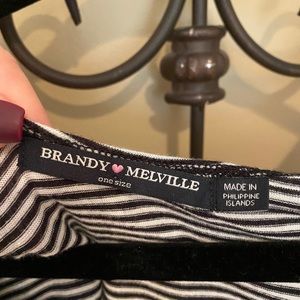 BRANDY MELVILLE
one size
MADE IN
PHILIPPINE
ISLANDS